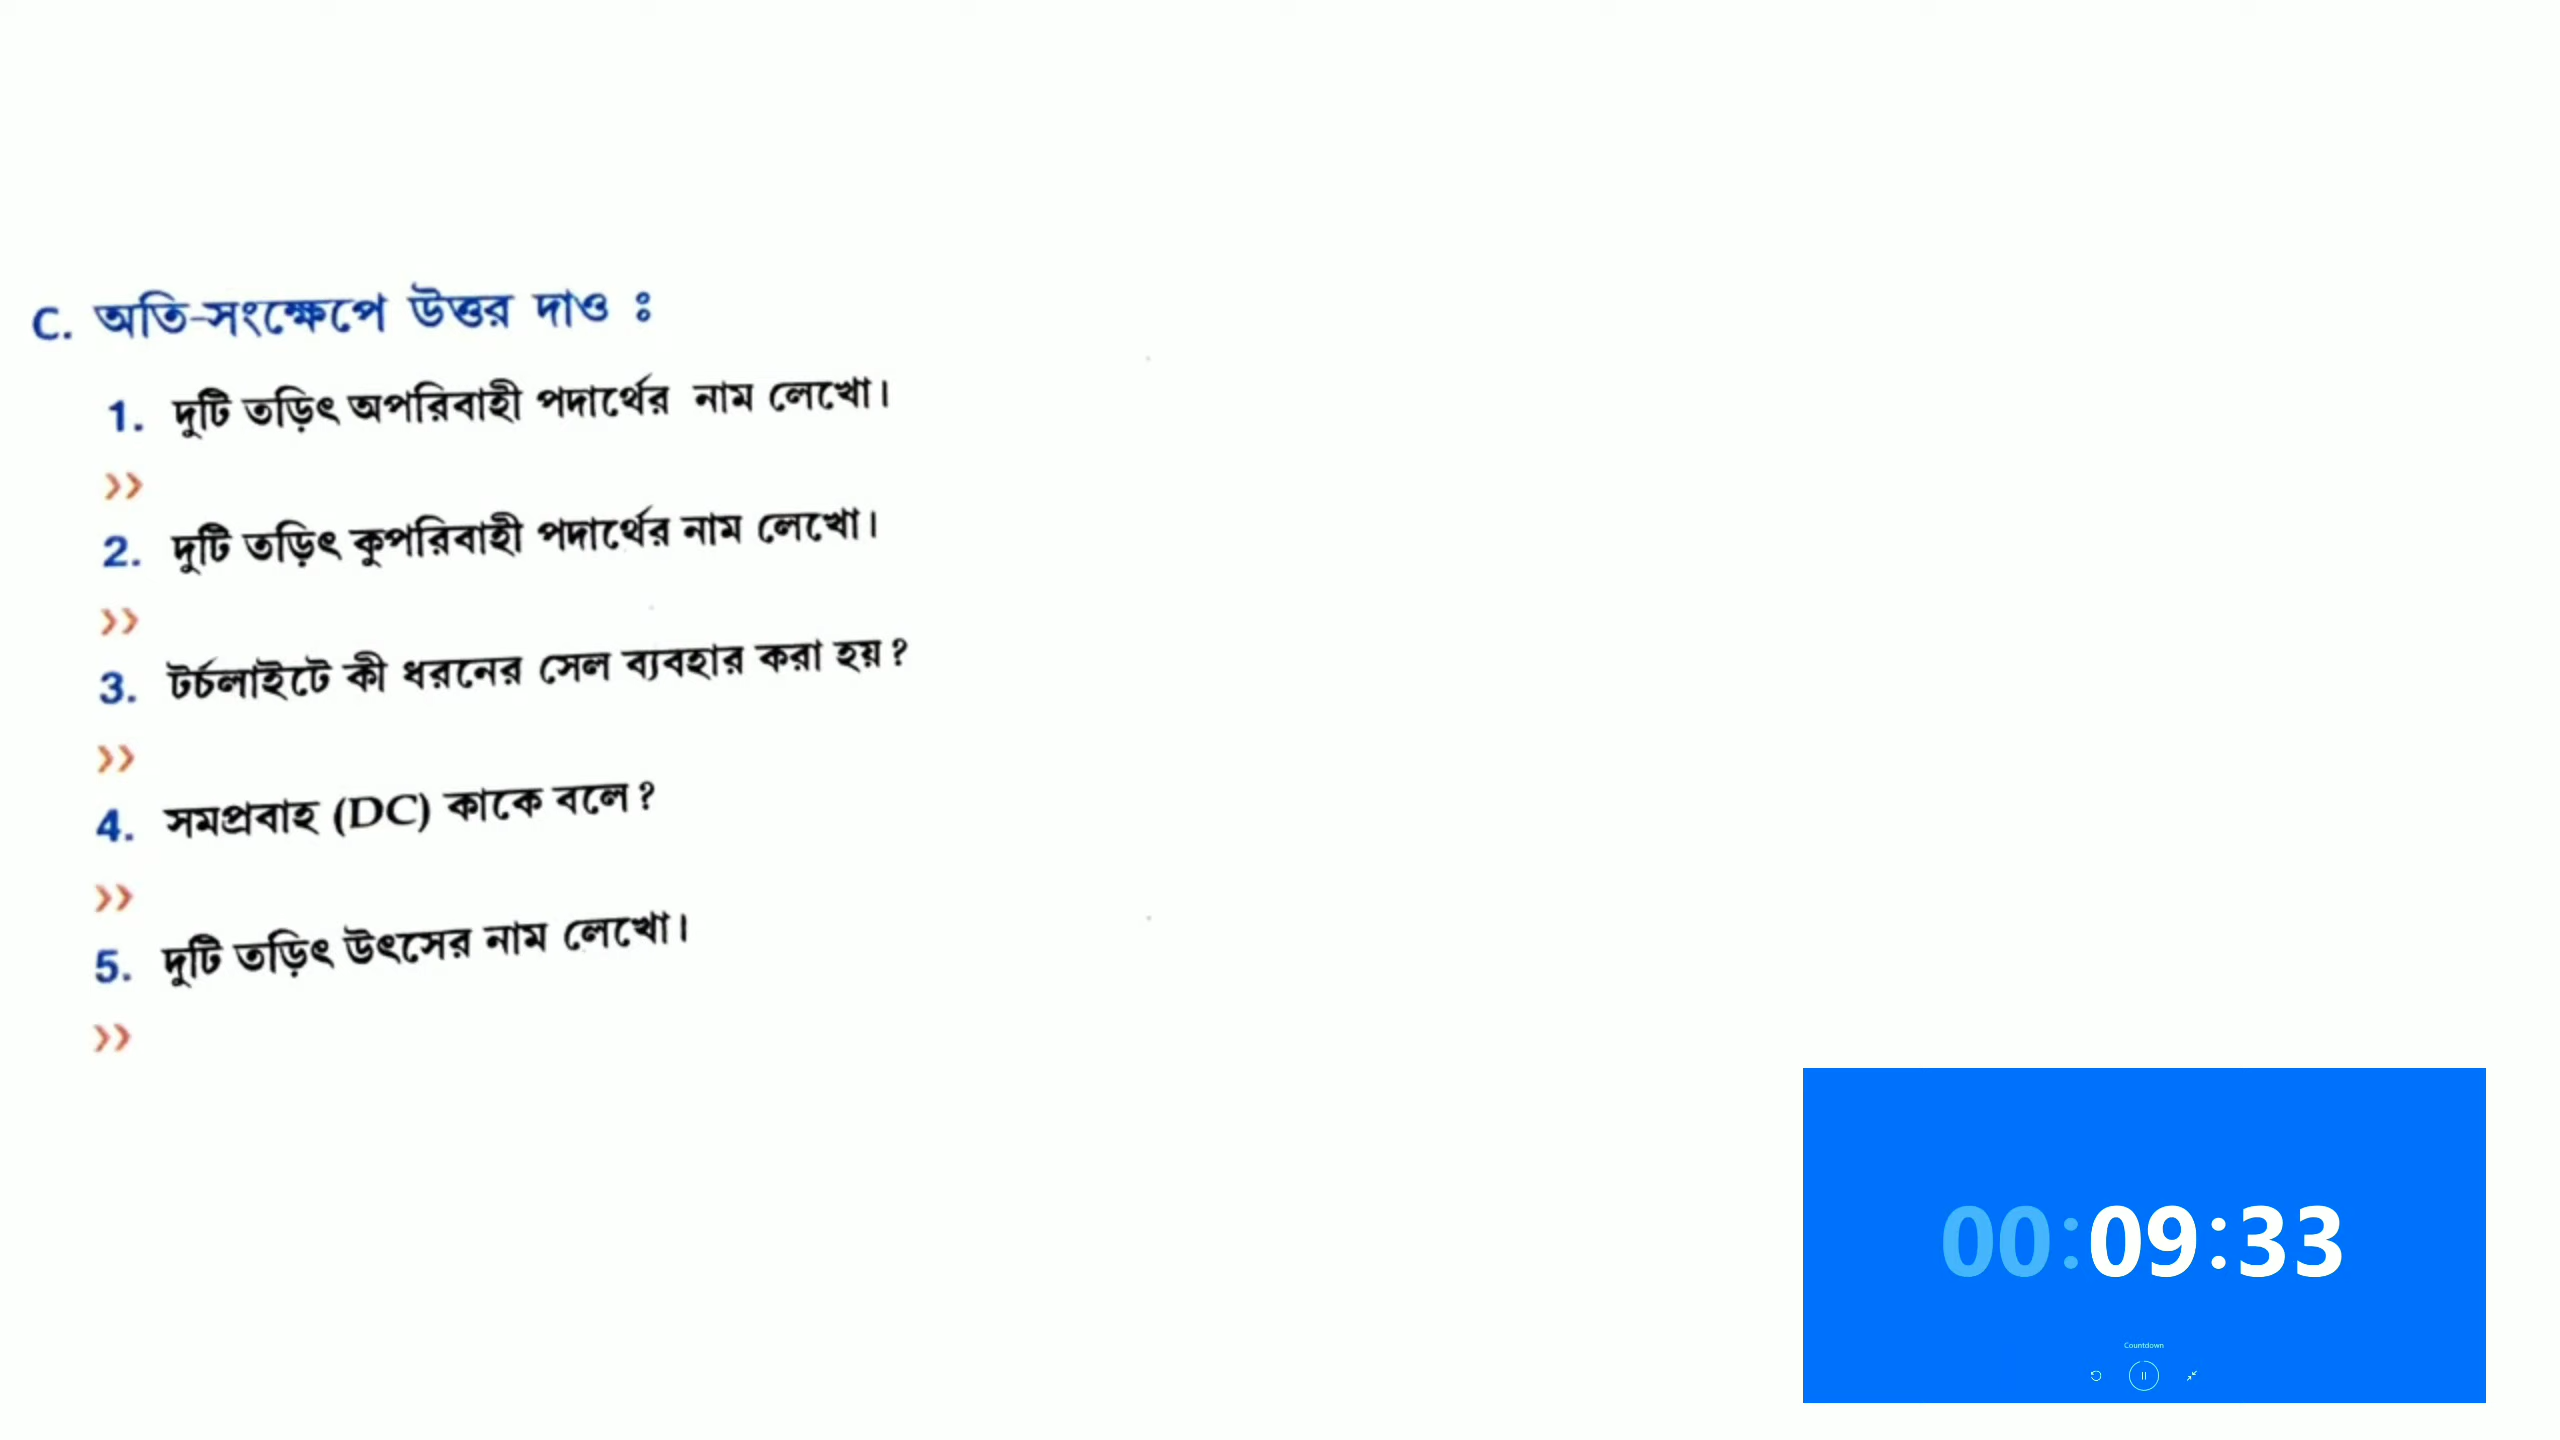 C. অতি-সংক্ষেপে উত্তর দাও ঃ
1. দুটি তড়িৎ অপরিবাহী পদার্থের নাম লেখো।
››
2. দুটি তড়িৎ কুপরিবাহী পদার্থের নাম লেখো।
››
3. টর্চলাইটে কী ধরনের সেল ব্যবহার করা হয়?
››
4. সমপ্রবাহ (DC) কাকে বলে?
››
5. দুটি তড়িৎ উৎসের নাম লেখো।
››
00:09:33
Countdown